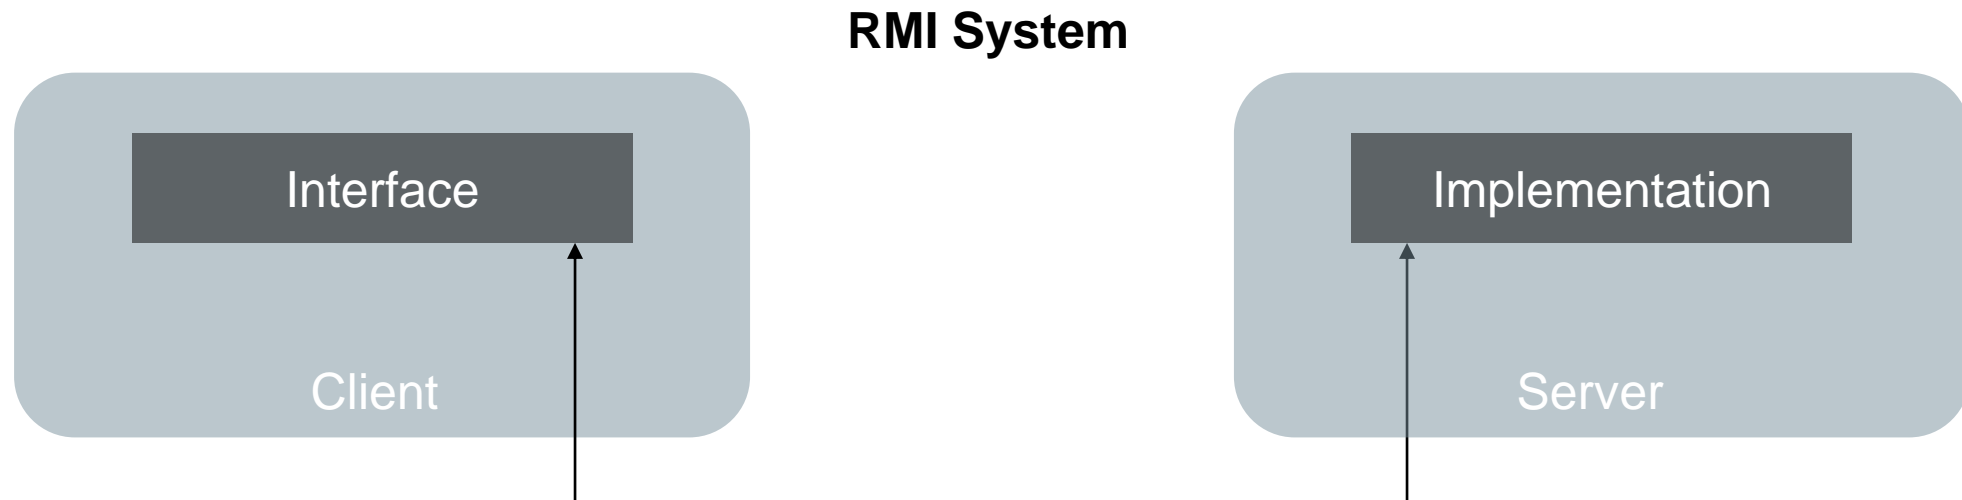 RMI System
Interface
Implementation
Client
Server